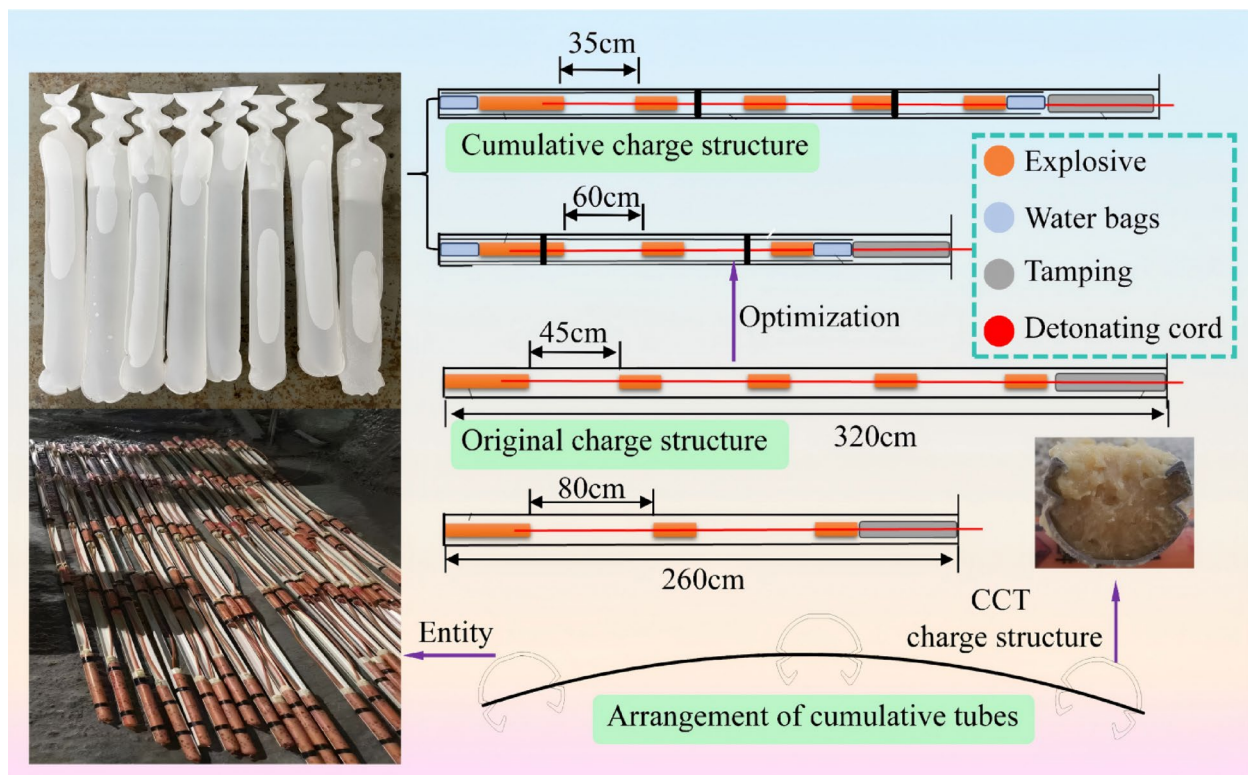 35cm
Cumulative charge structure
60cm
Explosive
Water bags
Tamping
Detonating cord
Optimization
45cm
Original charge structure
320cm
80cm
260cm
CCT
charge structure
Entity
Arrangement of cumulative tubes